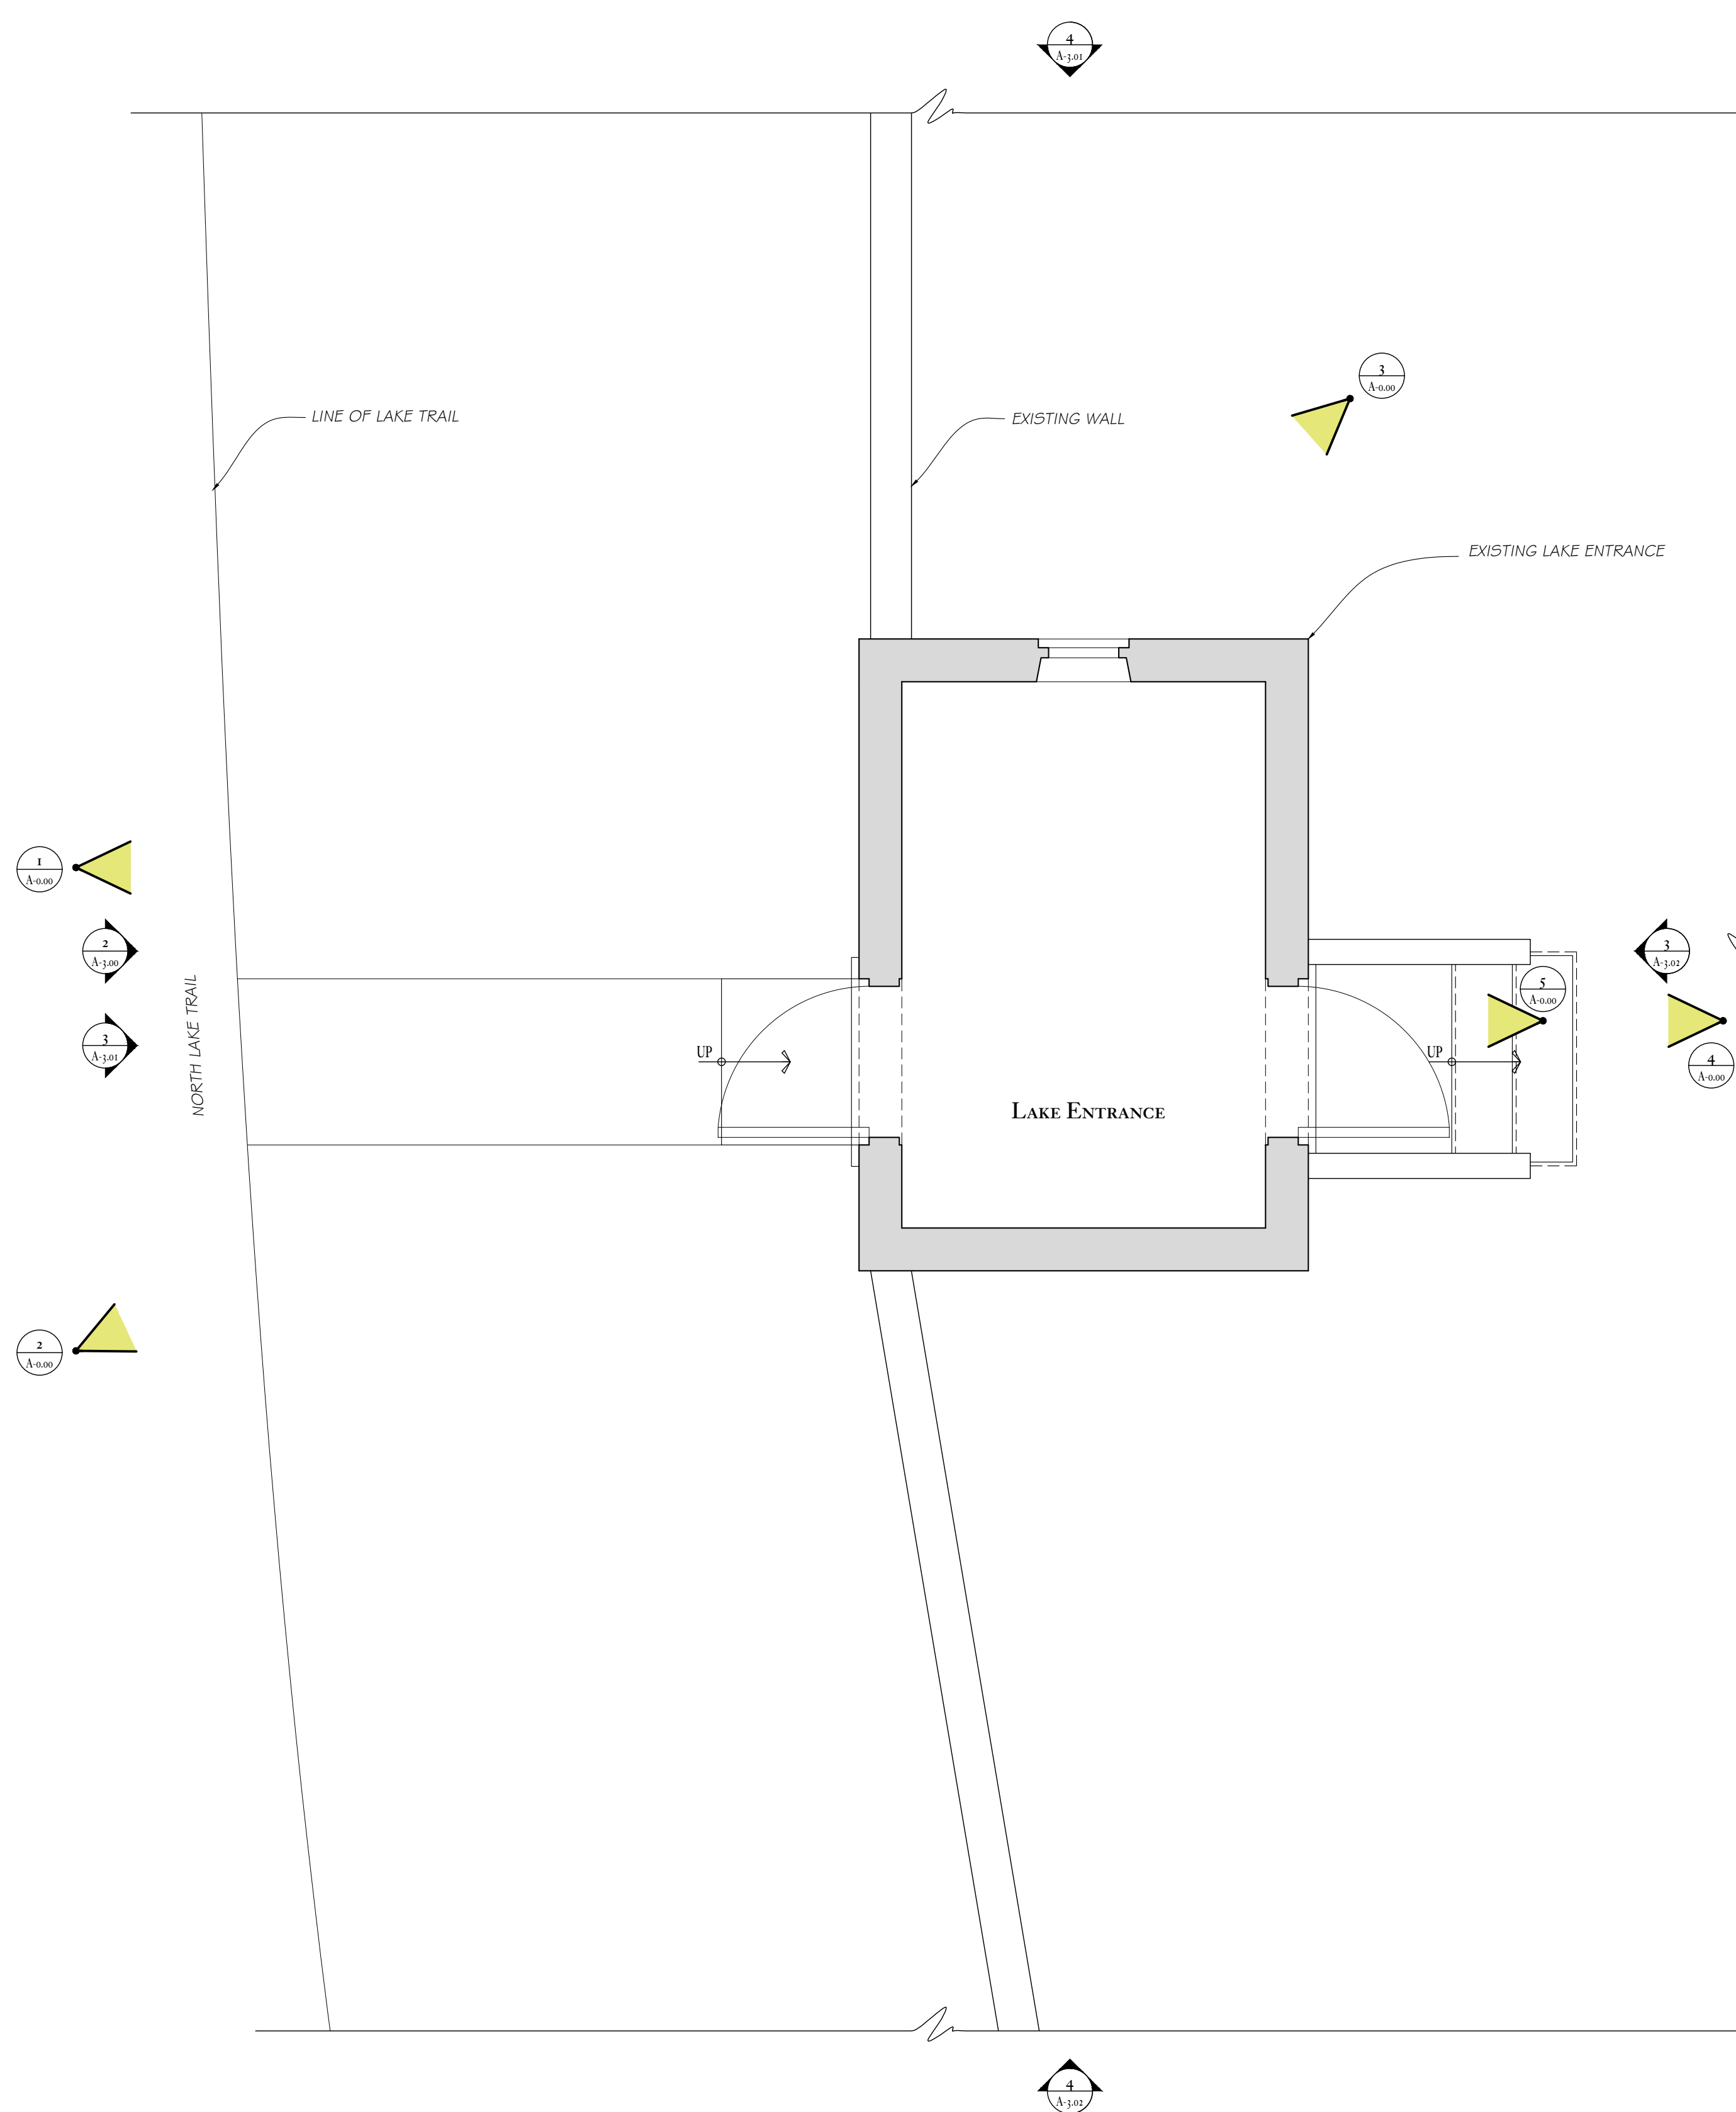 4
A-3.01
3
A-0.00
LINE OF LAKE TRAIL
EXISTING WALL
EXISTING LAKE ENTRANCE
1
A-0.00
2
A-3.00
3
A-3.02
5
A-0.00
3
A-3.01
NORTH LAKE TRAIL
UP
UP
4
A-0.00
LAKE ENTRANCE
2
A-0.00
4
A-3.02